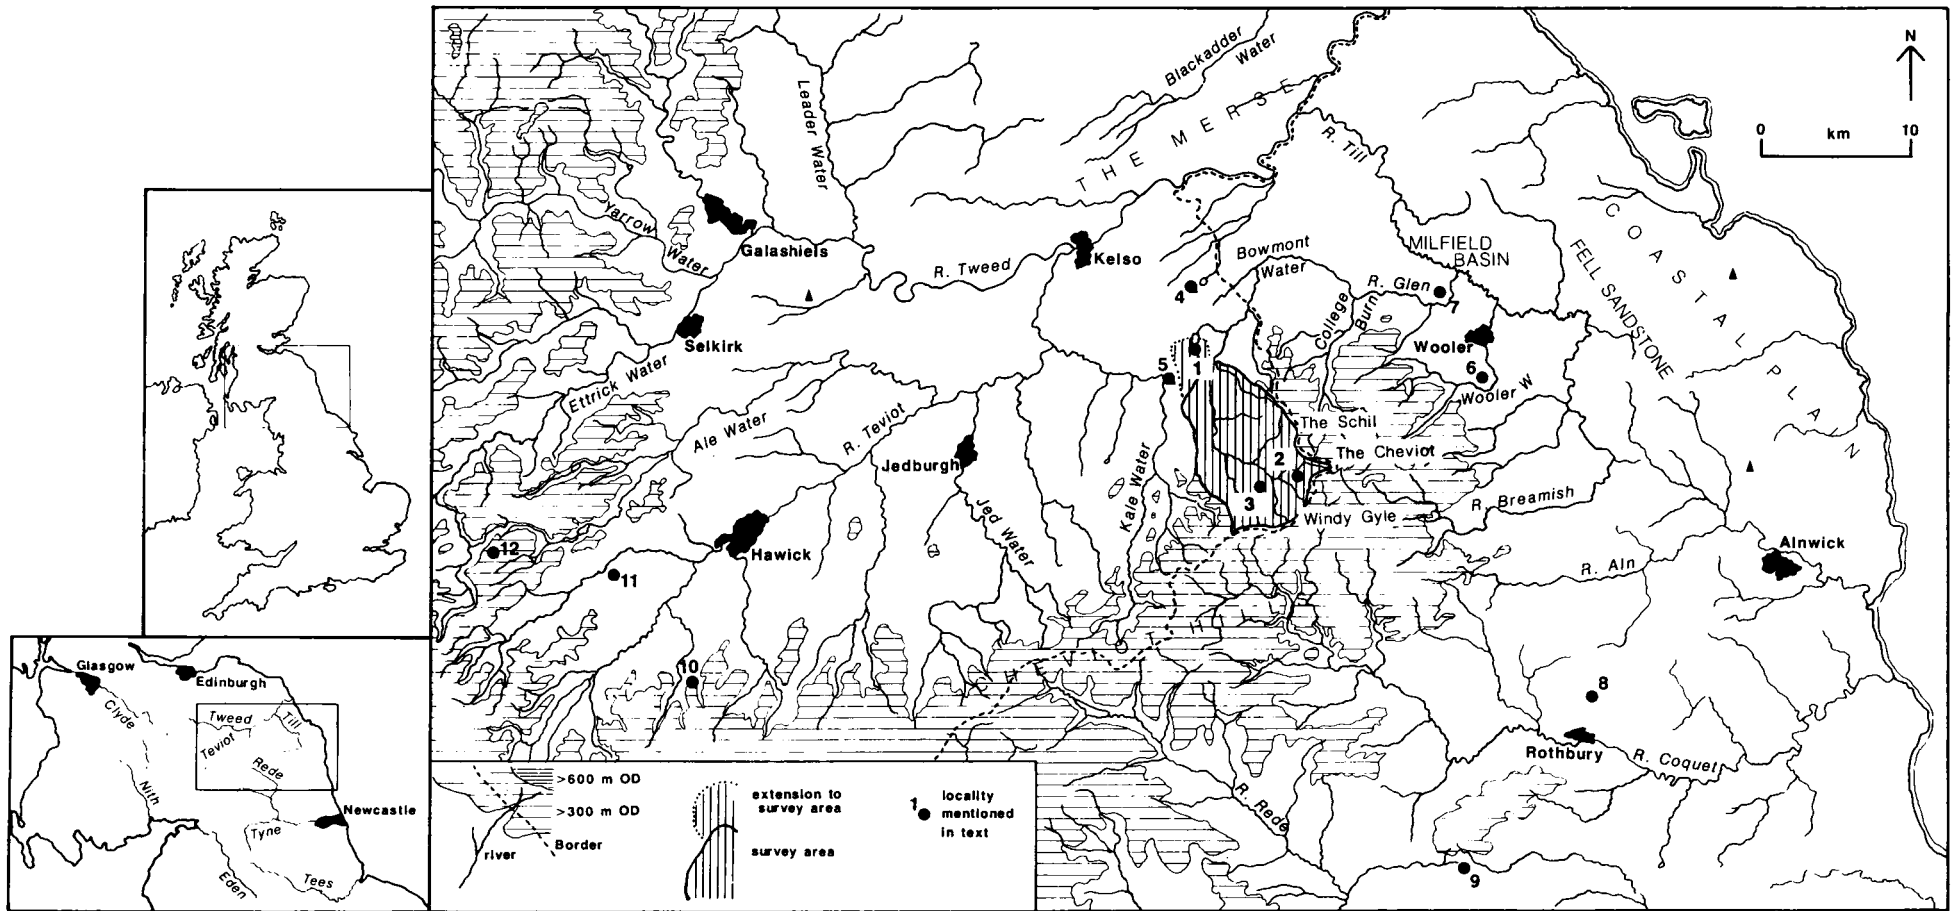 N
0 km 10
Blackadder
Water
THE MERSE
R. Till
Leader Water
Yarrow
Water
Galashiels
R. Tweed
Kelso
Bowmont
Water
MILFIELD
BASIN
COASTAL PLAIN
FELL SANDSTONE
R. Glen
College
Burn
4
7
Selkirk
Ettrick Water
Wooler
5
1
6
Wooler W
Ale Water
R. Teviot
The Schil
The Cheviot
2
Jedburgh
Kale Water
3
R. Breamish
Windy Gyle
Jed Water
Hawick
12
11
Alnwick
R. Aln
CHEVIOT HI
10
8
Rothbury
R. Coquet
R. Rede
9
Glasgow
Edinburgh
Clyde
Tweed
Till
Teviot
Rede
Nith
Newcastle
Tyne
Eden
Tees
>600 m OD
>300 m OD
Border
river
extension to
survey area
survey area
1
locality
mentioned
in text